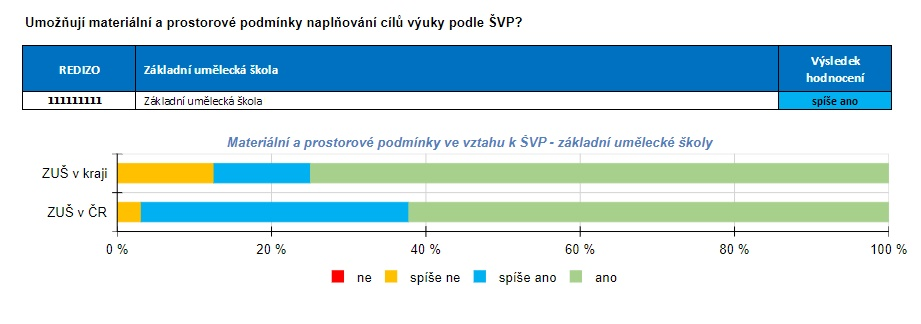 Umožňují materiální a prostorové podmínky naplňování cílů výuky podle ŠVP?
REDIZO Základní umělecká škola Výsledek hodnocení
111111111 Základní umělecká škola spíše ano
Materiální a prostorové podmínky ve vztahu k ŠVP - základní umělecké školy
ZUŠ v kraji
ZUŠ v ČR
0 % 20 % 40 % 60 % 80 % 100 %
ne spíše ne spíše ano ano